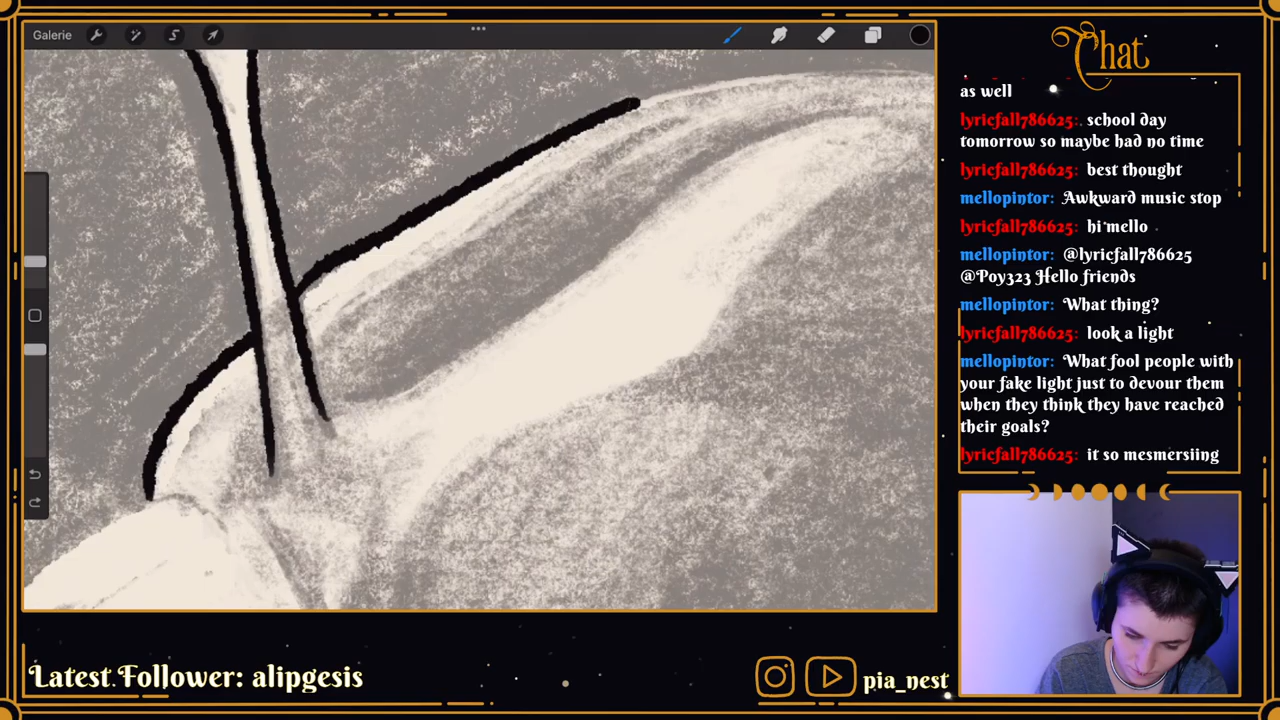 Galerie
Chat
as well
lyricfall786625: school day
tomorrow so maybe had no time
lyricfall786625: best thought
mellopintor: Awkward music stop
lyricfall786625: hi mello
mellopintor: @lyricfall786625
@Poy323 Hello friends
mellopintor: What thing?
lyricfall786625: look a light
mellopintor: What fool people with
your fake light just to devour them
when they think they have reached
their goals?
lyricfall786625: it so mesmersiing
Latest Follower: alipgesis
pia_nest